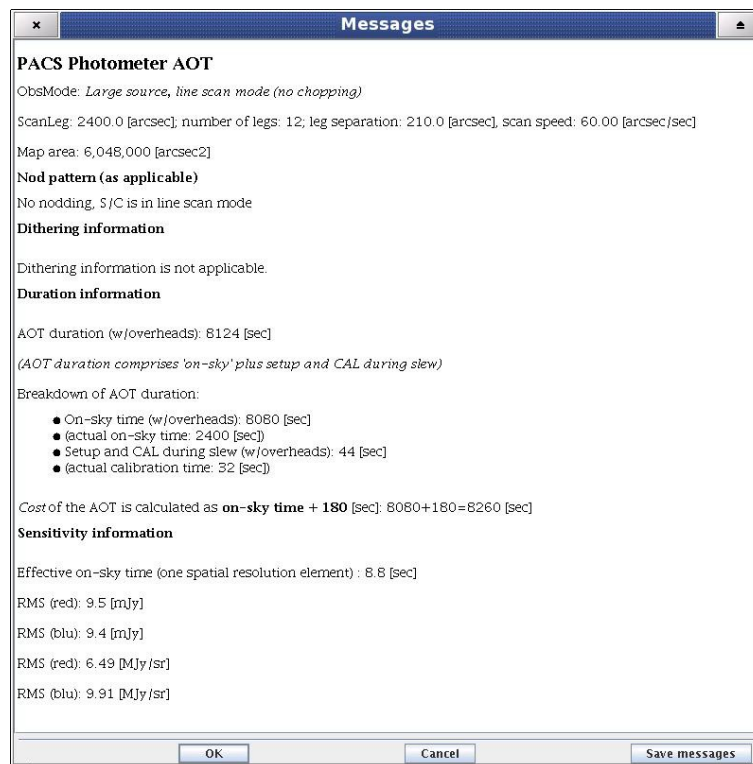 Messages
PACS Photometer AOT
ObsMode: Large source, line scan mode (no chopping)
ScanLeg: 2400.0 [arcsec]; number of legs: 12; leg separation: 210.0 [arcsec], scan speed: 60.00 [arcsec/sec]
Map area: 6,048,000 [arcsec2]
Nod pattern (as applicable)
No nodding, S/C is in line scan mode
Dithering information
Dithering information is not applicable.
Duration information
AOT duration (w/overheads): 8124 [sec]
(AOT duration comprises 'on-sky' plus setup and CAL during slew)
Breakdown of AOT duration:
● On-sky time (w/overheads): 8080 [sec]
● (actual on-sky time: 2400 [sec])
● Setup and CAL during slew (w/overheads): 44 [sec]
● (actual calibration time: 32 [sec])
Cost of the AOT is calculated as on-sky time + 180 [sec]: 8080+180=8260 [sec]
Sensitivity information
Effective on-sky time (one spatial resolution element) : 8.8 [sec]
RMS (red): 9.5 [mJy]
RMS (blu): 9.4 [mJy]
RMS (red): 6.49 [MJy/sr]
RMS (blu): 9.91 [MJy/sr]
OK
Cancel
Save messages